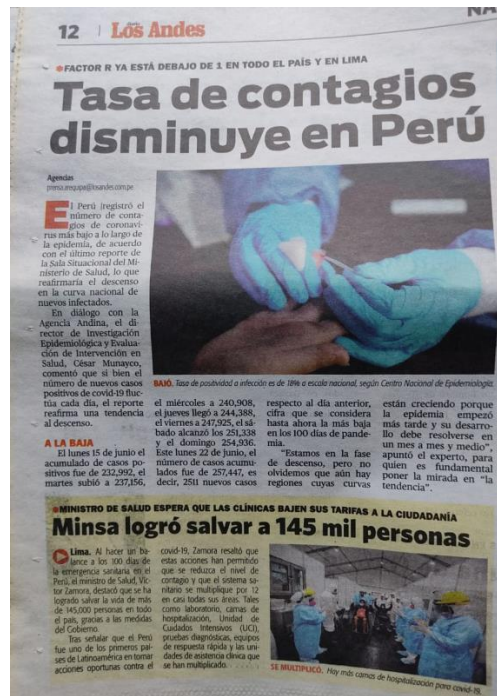 NA
12 | Diario Los Andes
FACTOR R YA ESTÁ DEBAJO DE 1 EN TODO EL PAÍS Y EN LIMA
Tasa de contagios
disminuye en Perú
Agencias
prensa.arequipa@losandes.com.pe
El Perú |registró el
número de conta-
gios de coronavi-
rus más bajo a lo largo de
la epidemia, de acuerdo
con el último reporte de
la Sala Situacional del Mi-
nisterio de Salud, lo que
reafirmaría el descenso
en la curva nacional de
nuevos infectados.
En diálogo con la
Agencia Andina, el di-
rector de Investigación
Epidemiológica y Evalua-
ción de Intervención en
Salud, César Munayco,
comentó que si bien el
número de nuevos casos
positivos de covid-19 fluc-
túa cada día, el reporte
reafirma una tendencia
al descenso.
A LA BAJA
El lunes 15 de junio el
acumulado de casos po-
sitivos fue de 232,992, el
martes subió a 237,156,
BAJÓ. Tasa de positividad a infección es de 18% a escala nacional, según Centro Nacional de Epidemiología.
el miércoles a 240,908,
el jueves llegó a 244,388,
el viernes a 247,925, el sá-
bado alcanzó los 251,338
y el domingo 254,936.
Este lunes 22 de junio, el
número de casos acumu-
lados fue de 257,447, es
decir, 2511 nuevos casos
respecto al día anterior,
cifra que se considera
hasta ahora la más baja
en los 100 días de pande-
mia.
"Estamos en la fase
de descenso, pero no
olvidemos que aún hay
regiones cuyas curvas
están creciendo porque
la epidemia empezó
más tarde y su desarro-
llo debe resolverse en
un mes a mes y medio",
apuntó el experto, para
quien es fundamental
poner la mirada en "la
tendencia".
MINISTRO DE SALUD ESPERA QUE LAS CLÍNICAS BAJEN SUS TARIFAS A LA CIUDADANÍA
Minsa logró salvar a 145 mil personas
Lima. Al hacer un ba-
lance a los 100 días de
la emergencia sanitaria en el
Perú, el ministro de Salud, Víc-
tor Zamora, destacó que se ha
logrado salvar la vida de más
de 145,000 personas en todo
el país, gracias a las medidas
del Gobierno.
Tras señalar que el Perú
fue uno de los primeros paí-
ses de Latinoamérica en tomar
acciones oportunas contra el
covid-19, Zamora resaltó que
estas acciones han permitido
que se reduzca el nivel de
contagio y que el sistema sa-
nitario se multiplique por 12
en casi todas sus áreas. Tales
como laboratorio, camas de
hospitalización, Unidad de
Cuidados Intensivos (UCI),
pruebas diagnósticas, equipos
de respuesta rápida y las uni-
dades de asistencia clínica que
se han multiplicado.
SE MULTIPLICÓ. Hay más camas de hospitalización para covid-19.